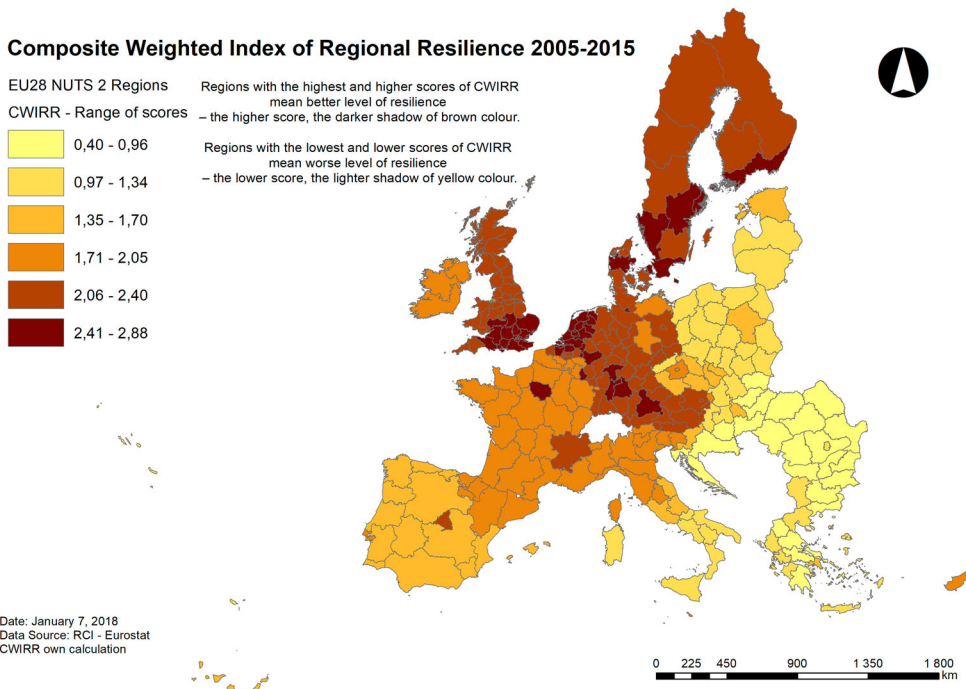 Composite Weighted Index of Regional Resilience 2005-2015
EU28 NUTS 2 Regions
CWIRR - Range of scores
0,40 - 0,96
0,97 - 1,34
1,35 - 1,70
1,71 - 2,05
2,06 - 2,40
2,41 - 2,88
Regions with the highest and higher scores of CWIRR
mean better level of resilience
– the higher score, the darker shadow of brown colour.
Regions with the lowest and lower scores of CWIRR
mean worse level of resilience
– the lower score, the lighter shadow of yellow colour.
Date: January 7, 2018
Data Source: RCI - Eurostat
CWIRR own calculation
0 225 450 900 1 350 1 800
km